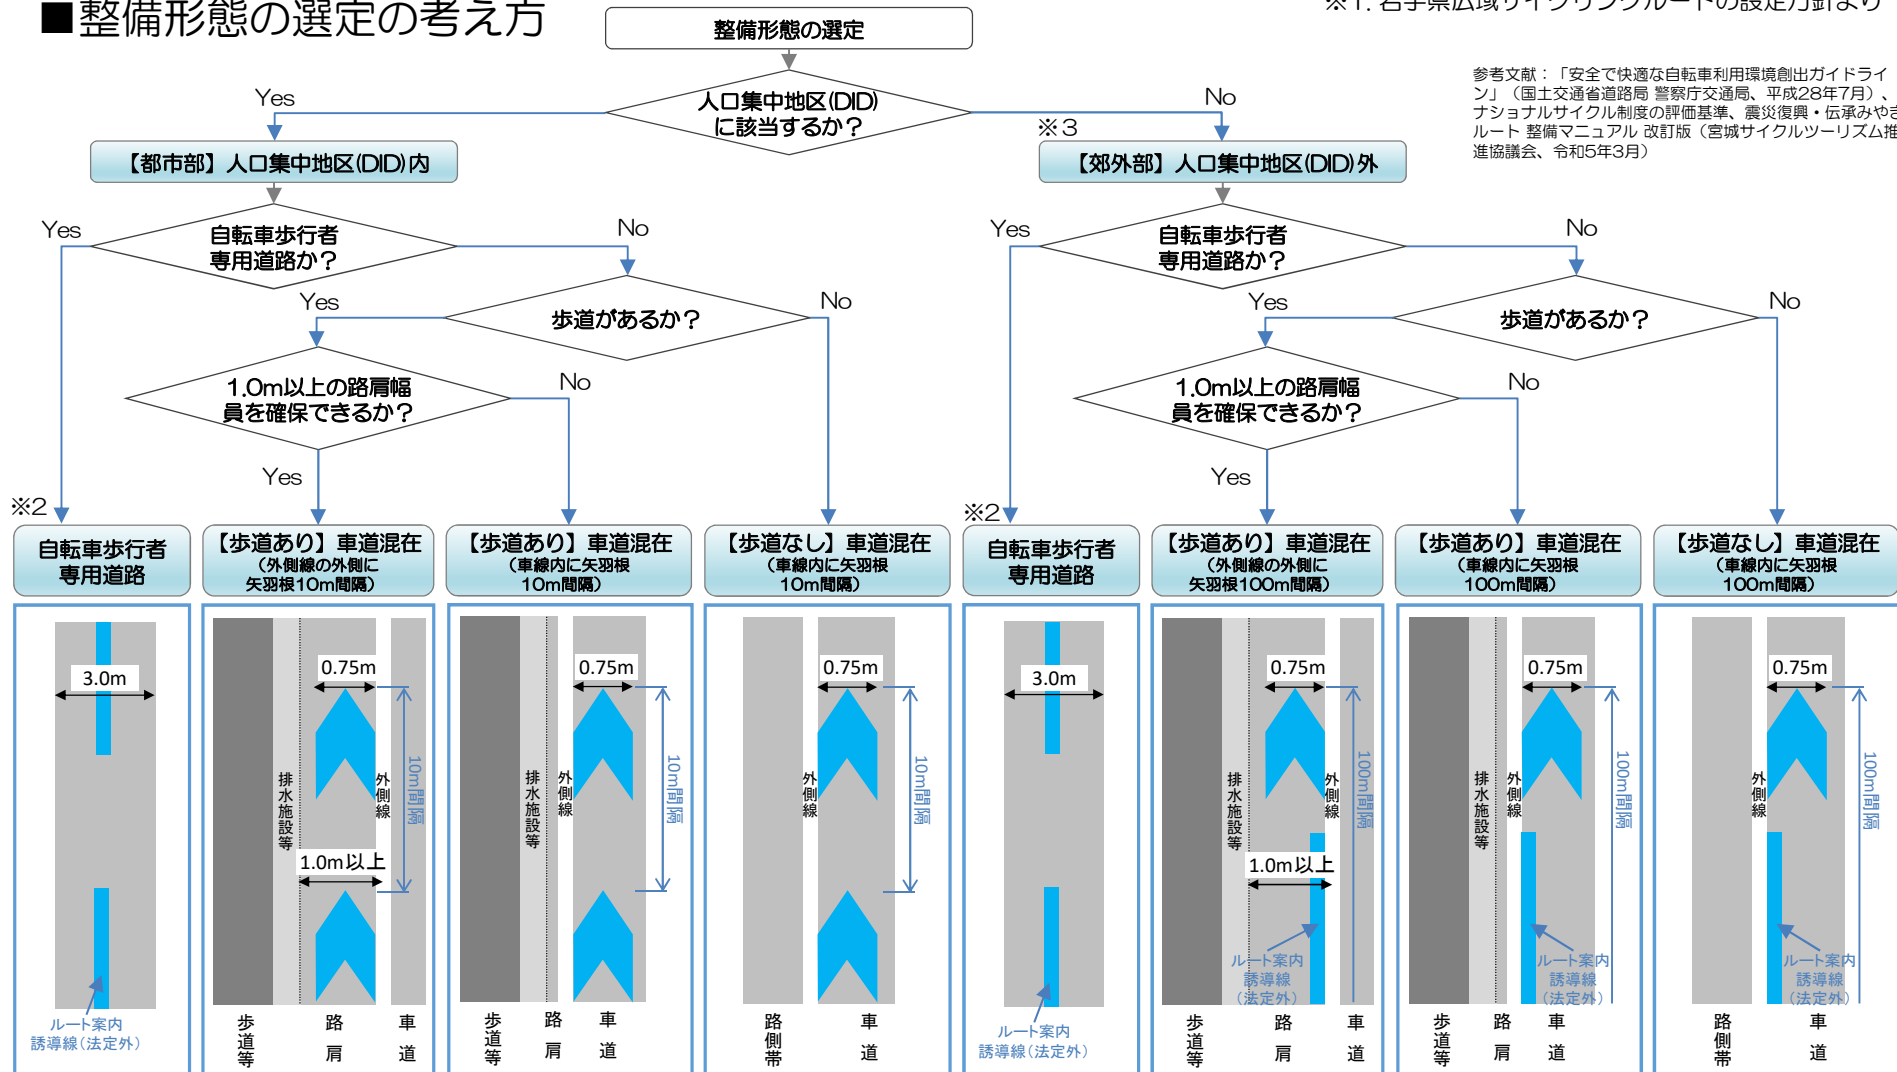 ■整備形態の選定の考え方
※1. 岩手県広域サイクリングルートの設定方針より
整備形態の選定
参考文献：「安全で快適な自転車利用環境創出ガイドライ
ン」（国土交通省道路局 警察庁交通局、平成28年7月）、
ナショナルサイクル制度の評価基準、震災復興・伝承みやぎ
ルート 整備マニュアル 改訂版（宮城サイクルツーリズム推
進協議会、令和5年3月）
人口集中地区(DID)
に該当するか？
Yes
No
※3
【都市部】人口集中地区(DID)内
【郊外部】人口集中地区(DID)外
Yes
自転車歩行者
専用道路か？
No
Yes
歩道があるか？
No
1.0m以上の路肩幅
員を確保できるか？
No
Yes
Yes
自転車歩行者
専用道路か？
No
Yes
歩道があるか？
No
1.0m以上の路肩幅
員を確保できるか？
No
Yes
※2
自転車歩行者
専用道路
【歩道あり】車道混在
（外側線の外側に
矢羽根10m間隔）
【歩道あり】車道混在
（車線内に矢羽根
10m間隔）
【歩道なし】車道混在
（車線内に矢羽根
10m間隔）
※2
自転車歩行者
専用道路
【歩道あり】車道混在
（外側線の外側に
矢羽根100m間隔）
【歩道あり】車道混在
（車線内に矢羽根
100m間隔）
【歩道なし】車道混在
（車線内に矢羽根
100m間隔）
3.0m
ルート案内
誘導線（法定外）
0.75m
排水施設等
外側線
10m間隔
1.0m以上
歩道等
路肩
車道
0.75m
排水施設等
外側線
10m間隔
歩道等
路肩
車道
0.75m
外側線
10m間隔
路側帯
車道
3.0m
ルート案内
誘導線（法定外）
0.75m
排水施設等
外側線
100m間隔
1.0m以上
ルート案内
誘導線
（法定外）
歩道等
路肩
車道
0.75m
排水施設等
外側線
100m間隔
ルート案内
誘導線
（法定外）
歩道等
路肩
車道
0.75m
外側線
100m間隔
ルート案内
誘導線
（法定外）
路側帯
車道